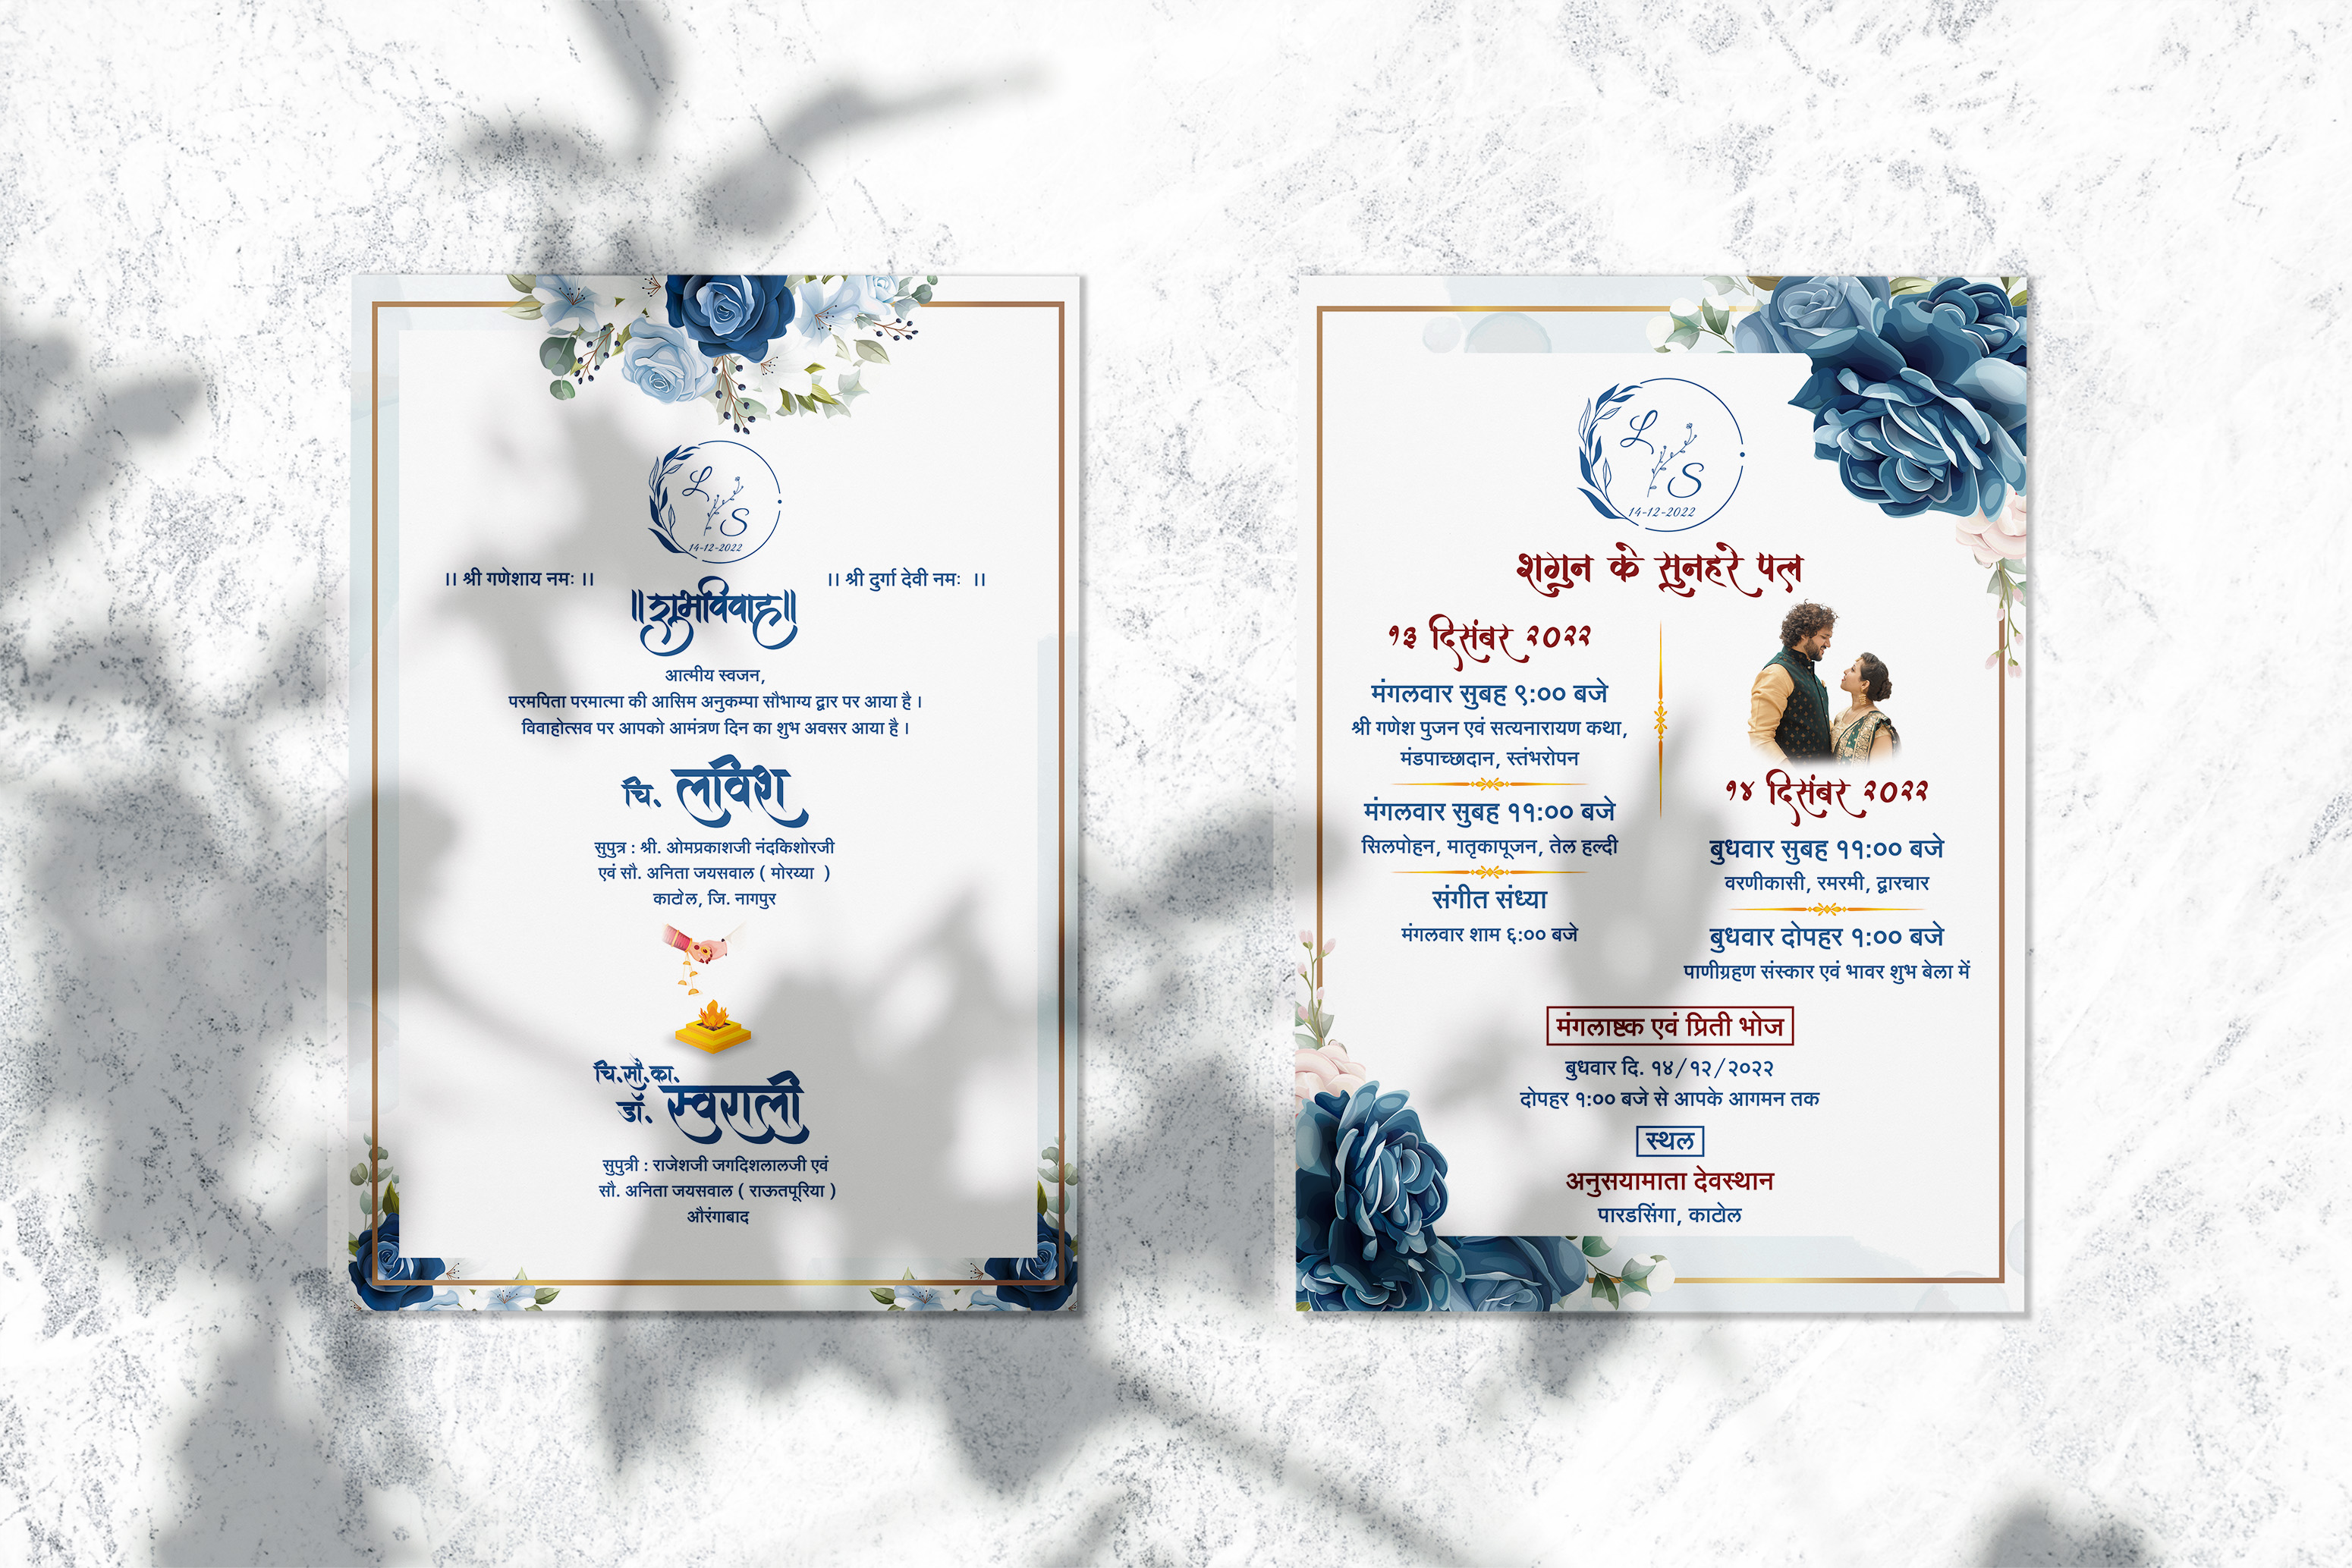 L
S
14-12-2022
।। श्री गणेशाय नमः ।।
।। श्री दुर्गा देवी नमः ।।
॥शुभविवाह॥
आत्मीय स्वजन,
परमपिता परमात्मा की आसिम अनुकम्पा सौभाग्य द्वार पर आया है ।
विवाहोत्सव पर आपको आमंत्रण दिन का शुभ अवसर आया है ।
चि. लविश
सुपुत्र : श्री. ओमप्रकाशजी नंदकिशोरजी
एवं सौ. अनिता जयसवाल ( मोरय्या )
काटोल, जि. नागपुर
चि.सौ.का.
डॉ. स्वराली
सुपुत्री : राजेशजी जगदिशलालजी एवं
सौ. अनिता जयसवाल ( राऊतपूरिया )
औरंगाबाद
L
S
14-12-2022
शगुन के सुनहरे पल
१३ दिसंबर २०२२
मंगलवार सुबह ९:०० बजे
श्री गणेश पुजन एवं सत्यनारायण कथा,
मंडपाच्छादान, स्तंभरोपन
मंगलवार सुबह ११:०० बजे
सिलपोहन, मातृकापूजन, तेल हल्दी
संगीत संध्या
मंगलवार शाम ६:०० बजे
१४ दिसंबर २०२२
बुधवार सुबह ११:०० बजे
वरणीकासी, रमरमी, द्वारचार
बुधवार दोपहर १:०० बजे
पाणीग्रहण संस्कार एवं भावर शुभ बेला में
मंगलाष्टक एवं प्रिती भोज
बुधवार दि. १४/१२/२०२२
दोपहर १:०० बजे से आपके आगमन तक
स्थल
अनुसयामाता देवस्थान
पारडसिंगा, काटोल